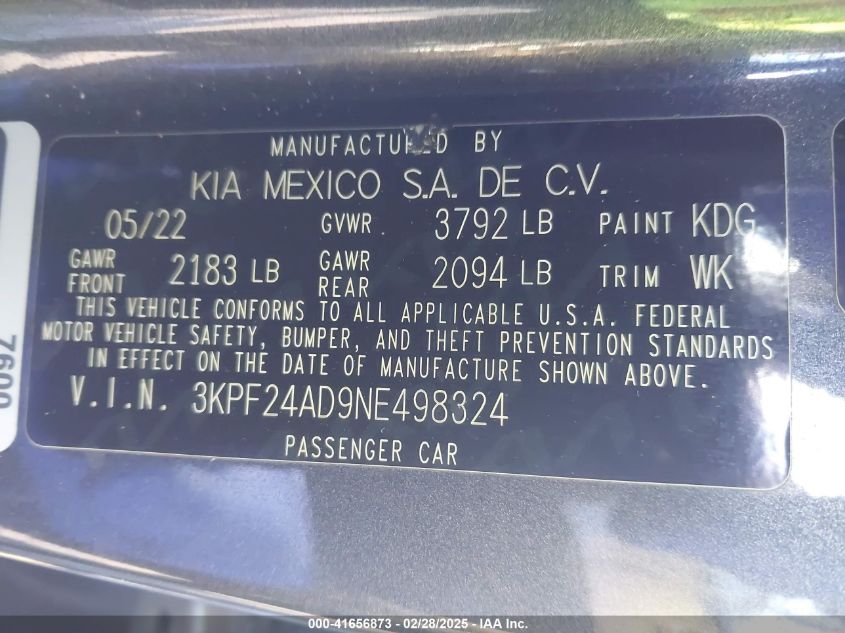 MANUFACTURED BY
KIA MEXICO S.A. DE C.V.
05/22 GVWR 3792 LB PAINT KDG
GAWR FRONT 2183 LB GAWR REAR 2094 LB TRIM WK
THIS VEHICLE CONFORMS TO ALL APPLICABLE U.S.A. FEDERAL
MOTOR VEHICLE SAFETY, BUMPER, AND THEFT PREVENTION STANDARDS
IN EFFECT ON THE DATE OF MANUFACTURE SHOWN ABOVE.
V.I.N. 3KPF24AD9NE498324
PASSENGER CAR
000-41656873 - 02/28/2025 - IAA Inc.